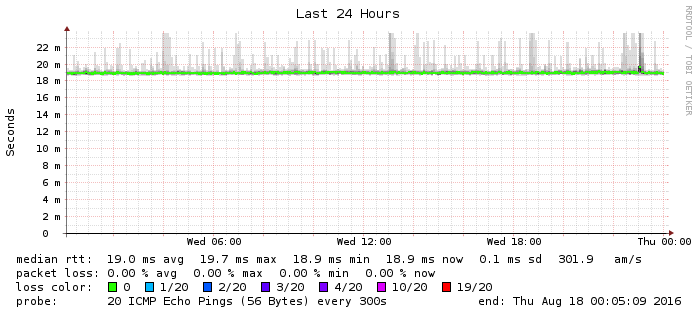 Last 24 Hours
RRDTOOL / TOBI OETIKER
Seconds
22 m
20 m
18 m
16 m
14 m
12 m
10 m
8 m
6 m
4 m
2 m
0
Wed 06:00 Wed 12:00 Wed 18:00 Thu 00:00
median rtt: 19.0 ms avg 19.7 ms max 18.9 ms min 18.9 ms now 0.1 ms sd 301.9 am/s
packet loss: 0.00 % avg 0.00 % max 0.00 % min 0.00 % now
loss color: 0 1/20 2/20 3/20 4/20 10/20 19/20
probe: 20 ICMP Echo Pings (56 Bytes) every 300s end: Thu Aug 18 00:05:09 2016